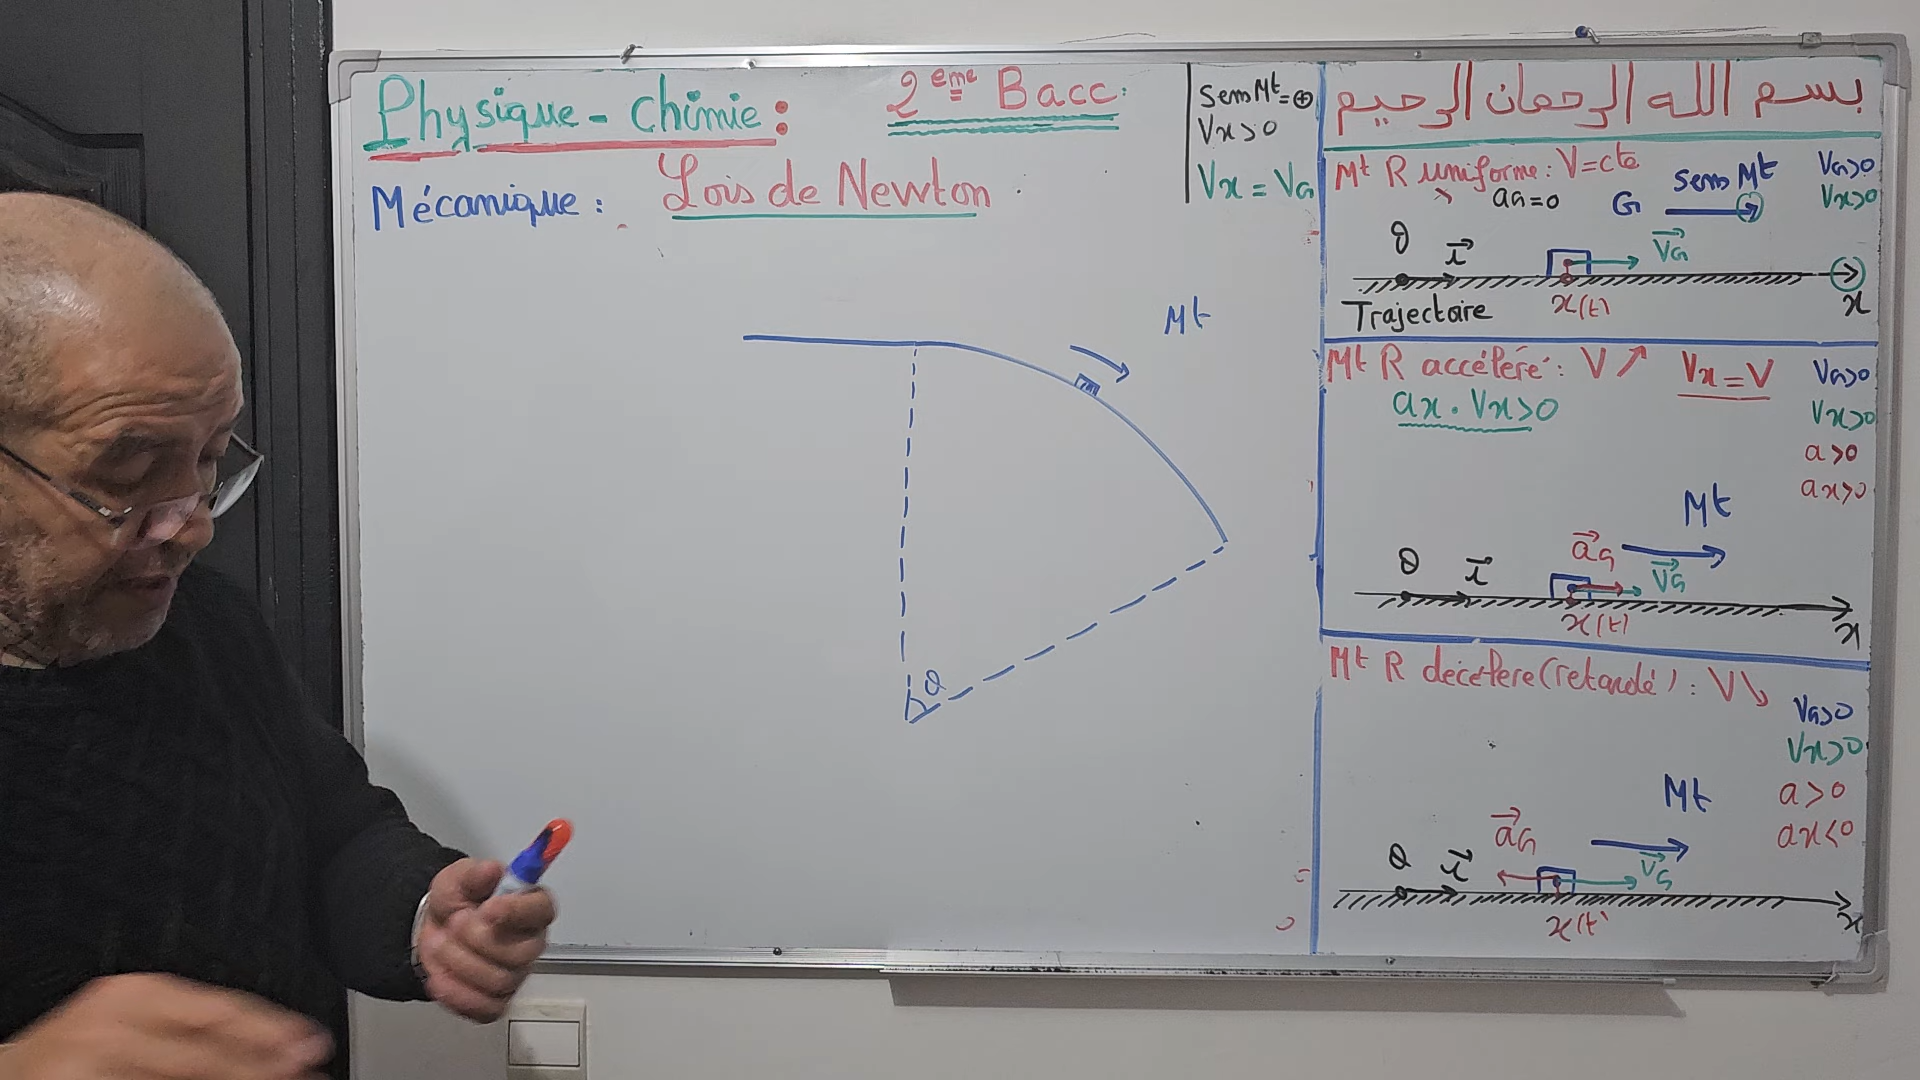 Physique - chimie :
2eme Bacc :
Mécanique : Lois de Newton
Sens Mt = ⊕
Vx > 0
Vx = VG
بسم الله الرحمان الرحيم
Mt R uniforme : V = cte
aG = 0
G
Sens Mt
VG > 0
Vx > 0
O
i
VG
x(t)
x
Trajectoire
Mt R accéléré : V ↗
Vx = V
ax . Vx > 0
VG > 0
Vx > 0
a > 0
ax > 0
Mt
aG
VG
O
i
x(t)
x
Mt R décéléré (retardé) : V ↘
VG > 0
Vx > 0
a > 0
ax < 0
Mt
aG
VG
O
i
x(t)
x
Mt
θ